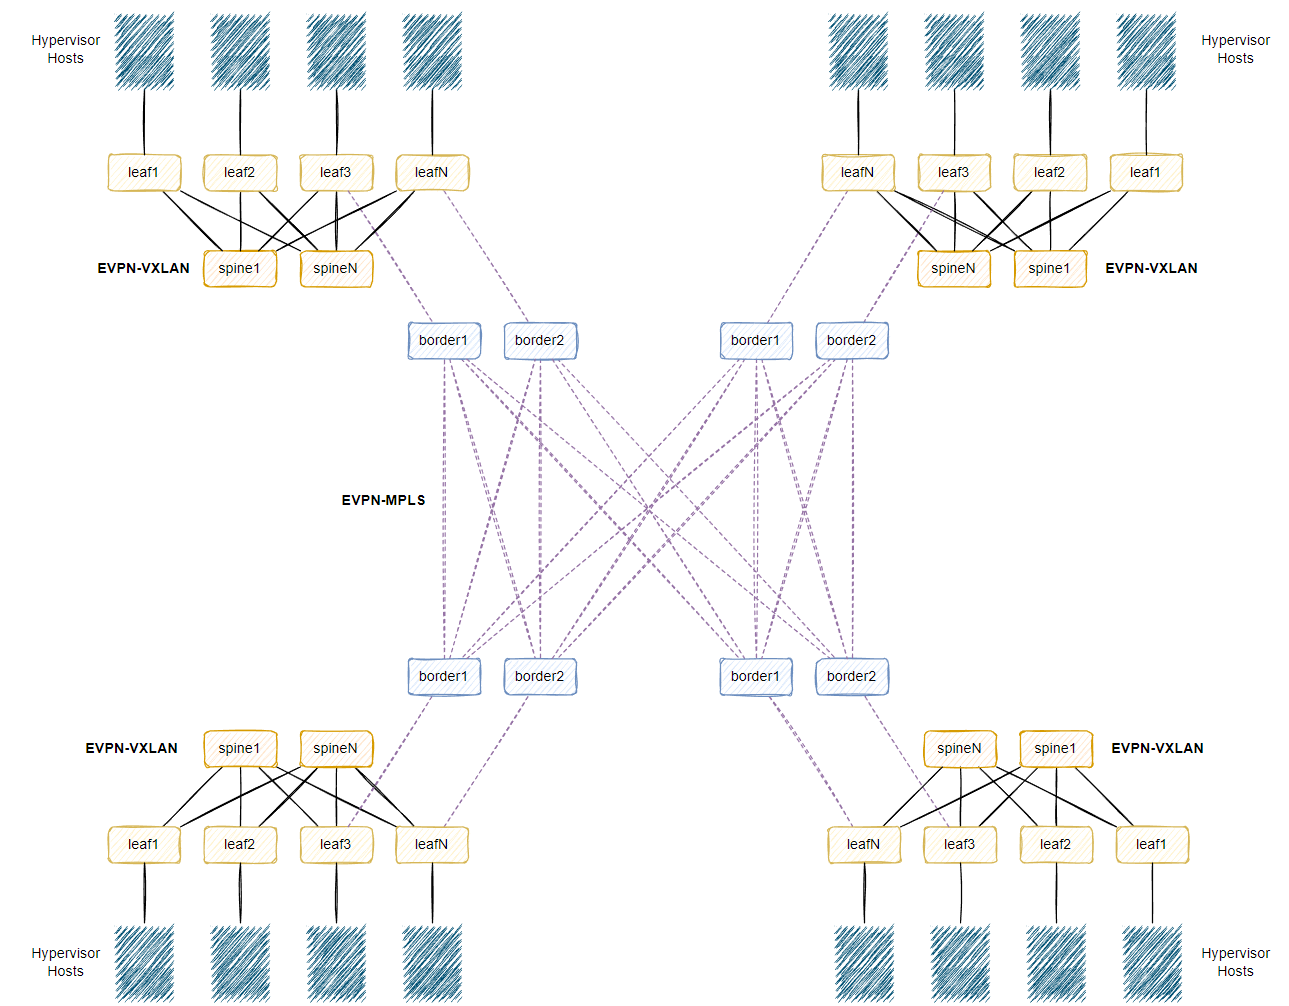 Hypervisor
Hosts
Hypervisor
Hosts
leaf1
leaf2
leaf3
leafN
leafN
leaf3
leaf2
leaf1
EVPN-VXLAN
spine1
spineN
spineN
spine1
EVPN-VXLAN
border1
border2
border1
border2
EVPN-MPLS
border1
border2
border1
border2
EVPN-VXLAN
spine1
spineN
spineN
spine1
EVPN-VXLAN
leaf1
leaf2
leaf3
leafN
leafN
leaf3
leaf2
leaf1
Hypervisor
Hosts
Hypervisor
Hosts